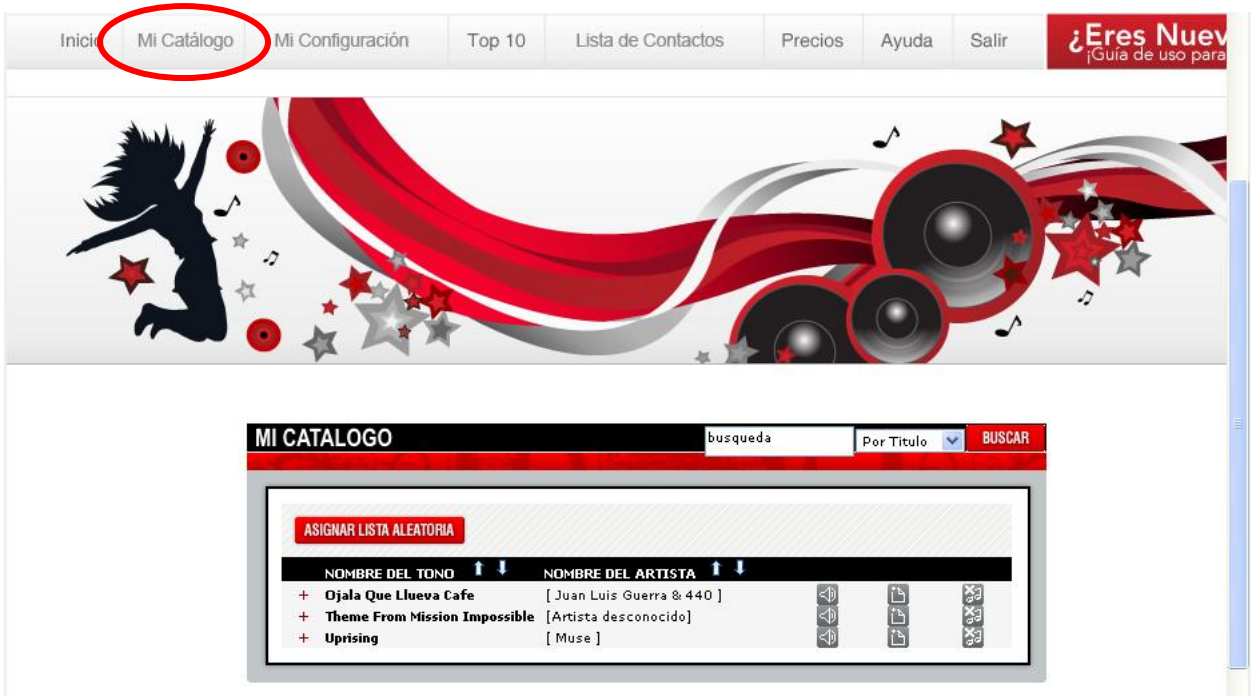 Inicio Mi Catálogo Mi Configuración Top 10 Lista de Contactos Precios Ayuda Salir ¿Eres Nuev
¡Guía de uso para
MI CATALOGO busqueda Por Titulo BUSCAR
ASIGNAR LISTA ALEATORIA
NOMBRE DEL TONO NOMBRE DEL ARTISTA
+ Ojala Que Llueva Cafe [ Juan Luis Guerra & 440 ]
+ Theme From Mission Impossible [Artista desconocido]
+ Uprising [ Muse ]